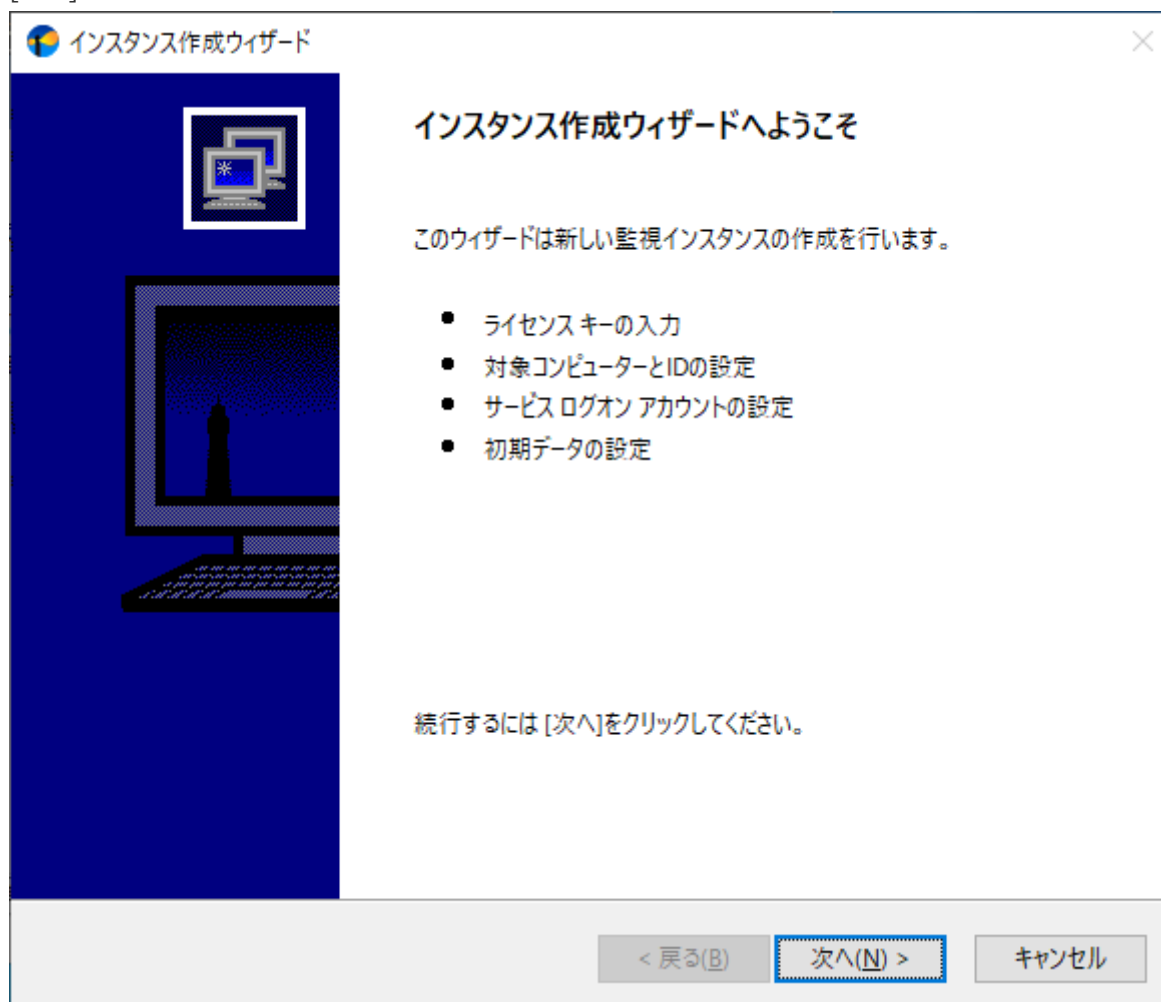 インスタンス作成ウィザード
インスタンス作成ウィザードへようこそ
このウィザードは新しい監視インスタンスの作成を行います。
● ライセンス キーの入力
● 対象コンピューターとIDの設定
● サービス ログオン アカウントの設定
● 初期データの設定
続行するには [次へ]をクリックしてください。
< 戻る(B)
次へ(N) >
キャンセル